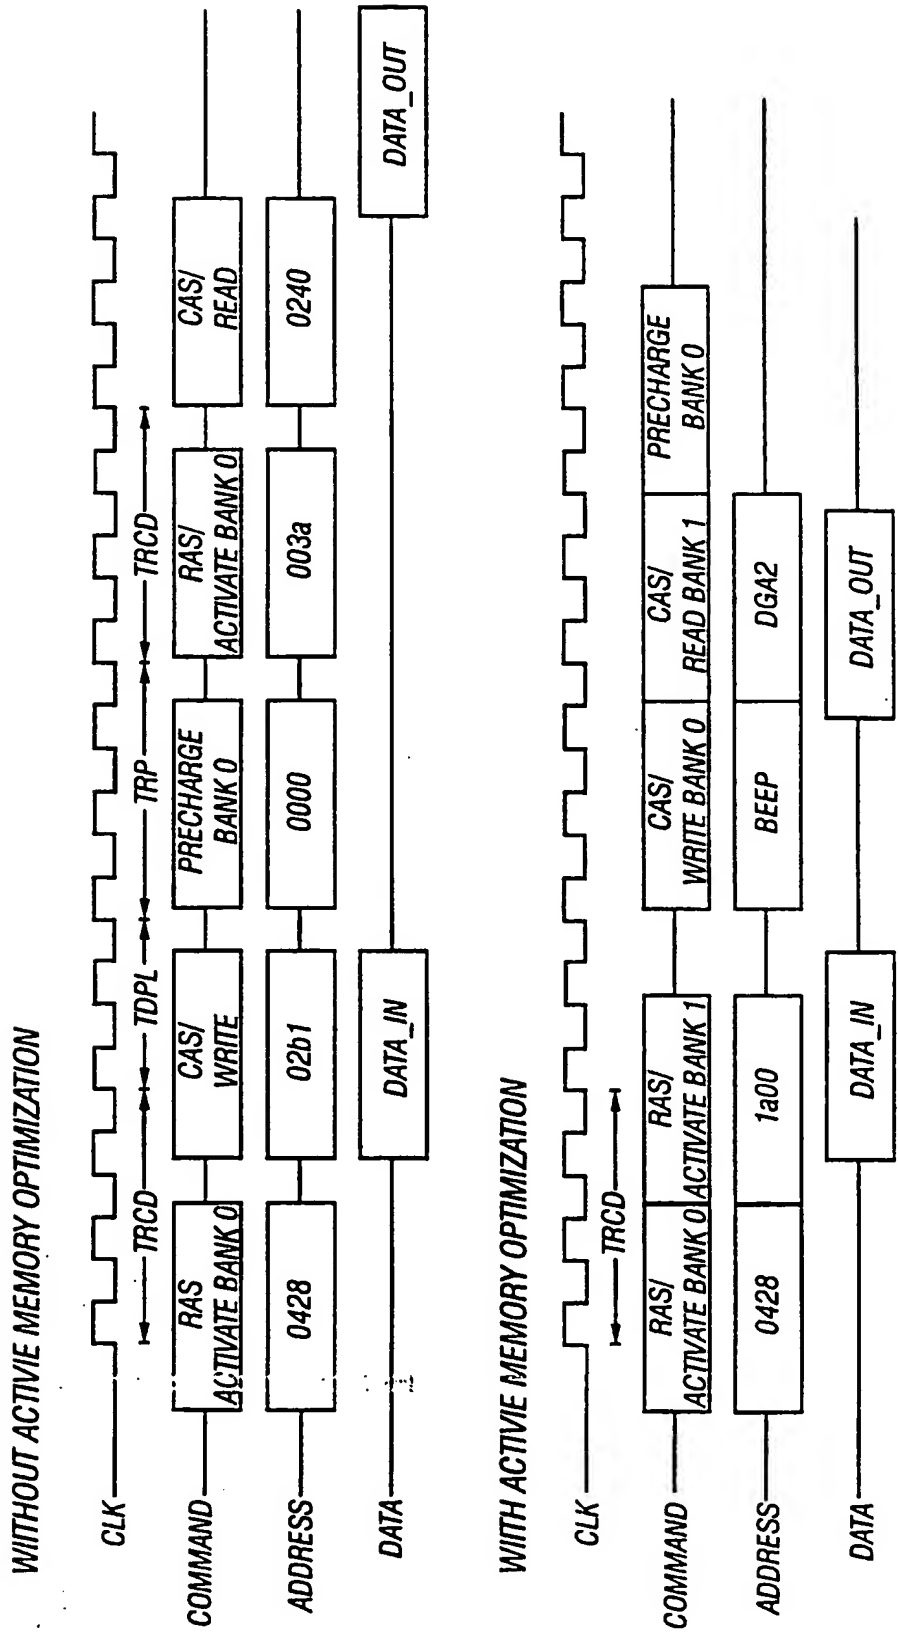 WIITHOUT ACTIVIE MEMORY OPTIMIZATION
CLK
TRCD
TDPL
TRP
TRCD
COMMAND
RAS
ACTIVATE BANK 0
CAS/
WRITE
PRECHARGE
BANK 0
RAS/
ACTIVATE BANK 0
CAS/
READ
ADDRESS
0428
02b1
0000
003a
0240
DATA
DATA_IN
DATA_OUT
WIITH ACTIVIE MEMORY OPTIMIZATION
CLK
TRCD
COMMAND
RAS/
ACTIVATE BANK 0
RAS/
ACTIVATE BANK 1
CAS/
WRITE BANK 0
CAS/
READ BANK 1
PRECHARGE
BANK 0
ADDRESS
0428
1a00
BEEP
DGA2
DATA
DATA_IN
DATA_OUT